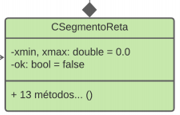 CSegmentoReta
-xmin, xmax: double = 0.0
-ok: bool = false
+ 13 métodos... ()